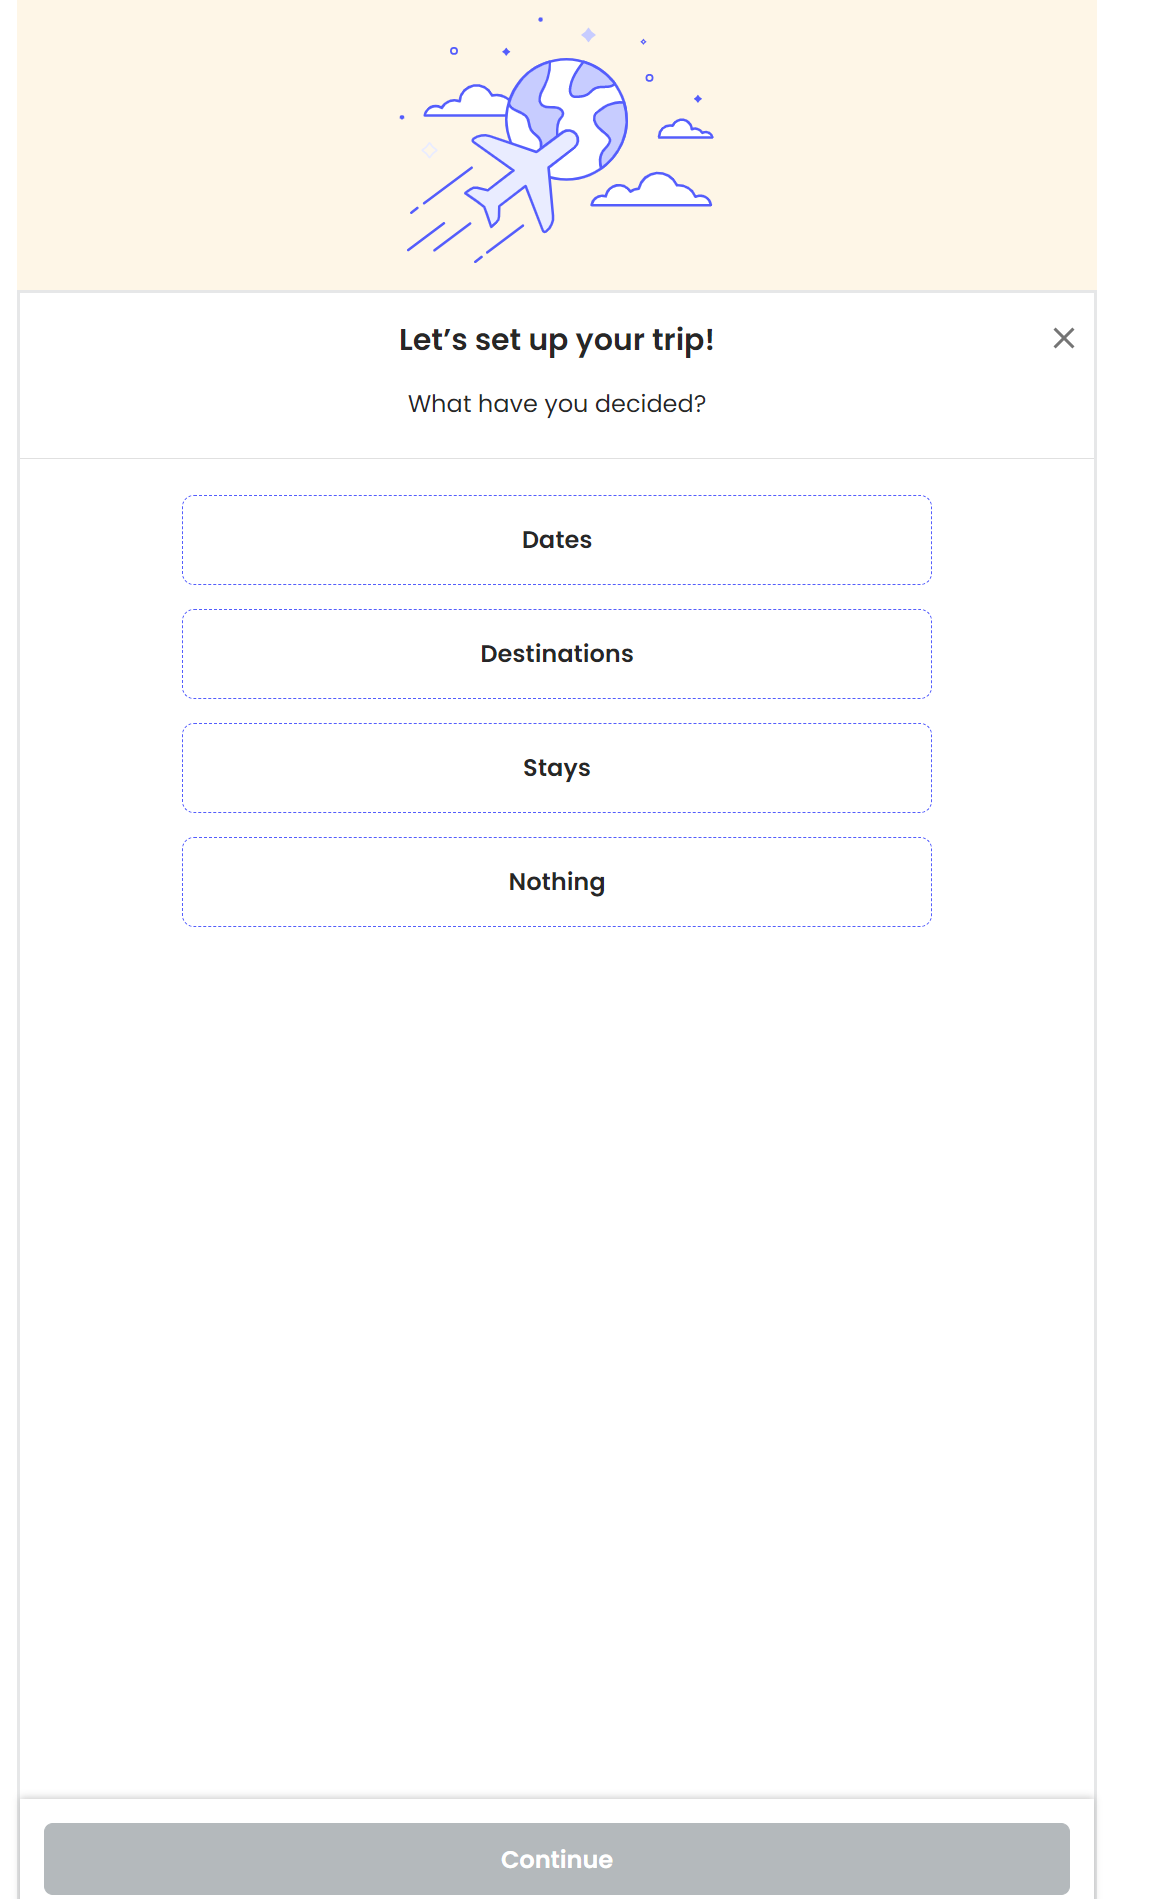 Let’s set up your trip!
What have you decided?
Dates
Destinations
Stays
Nothing
Continue